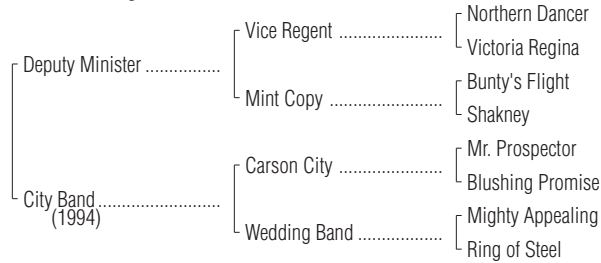 Northern Dancer
Vice Regent ..................
Victoria Regina
Deputy Minister ...............
Bunty's Flight
Mint Copy ....................
Shakney
Mr. Prospector
Carson City ..................
Blushing Promise
City Band........................
(1994)
Mighty Appealing
Wedding Band ..............
Ring of Steel